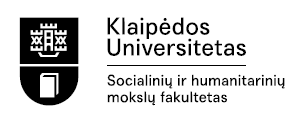 Klaipėdos
Universitetas
Socialinių ir humanitarinių
mokslų fakultetas